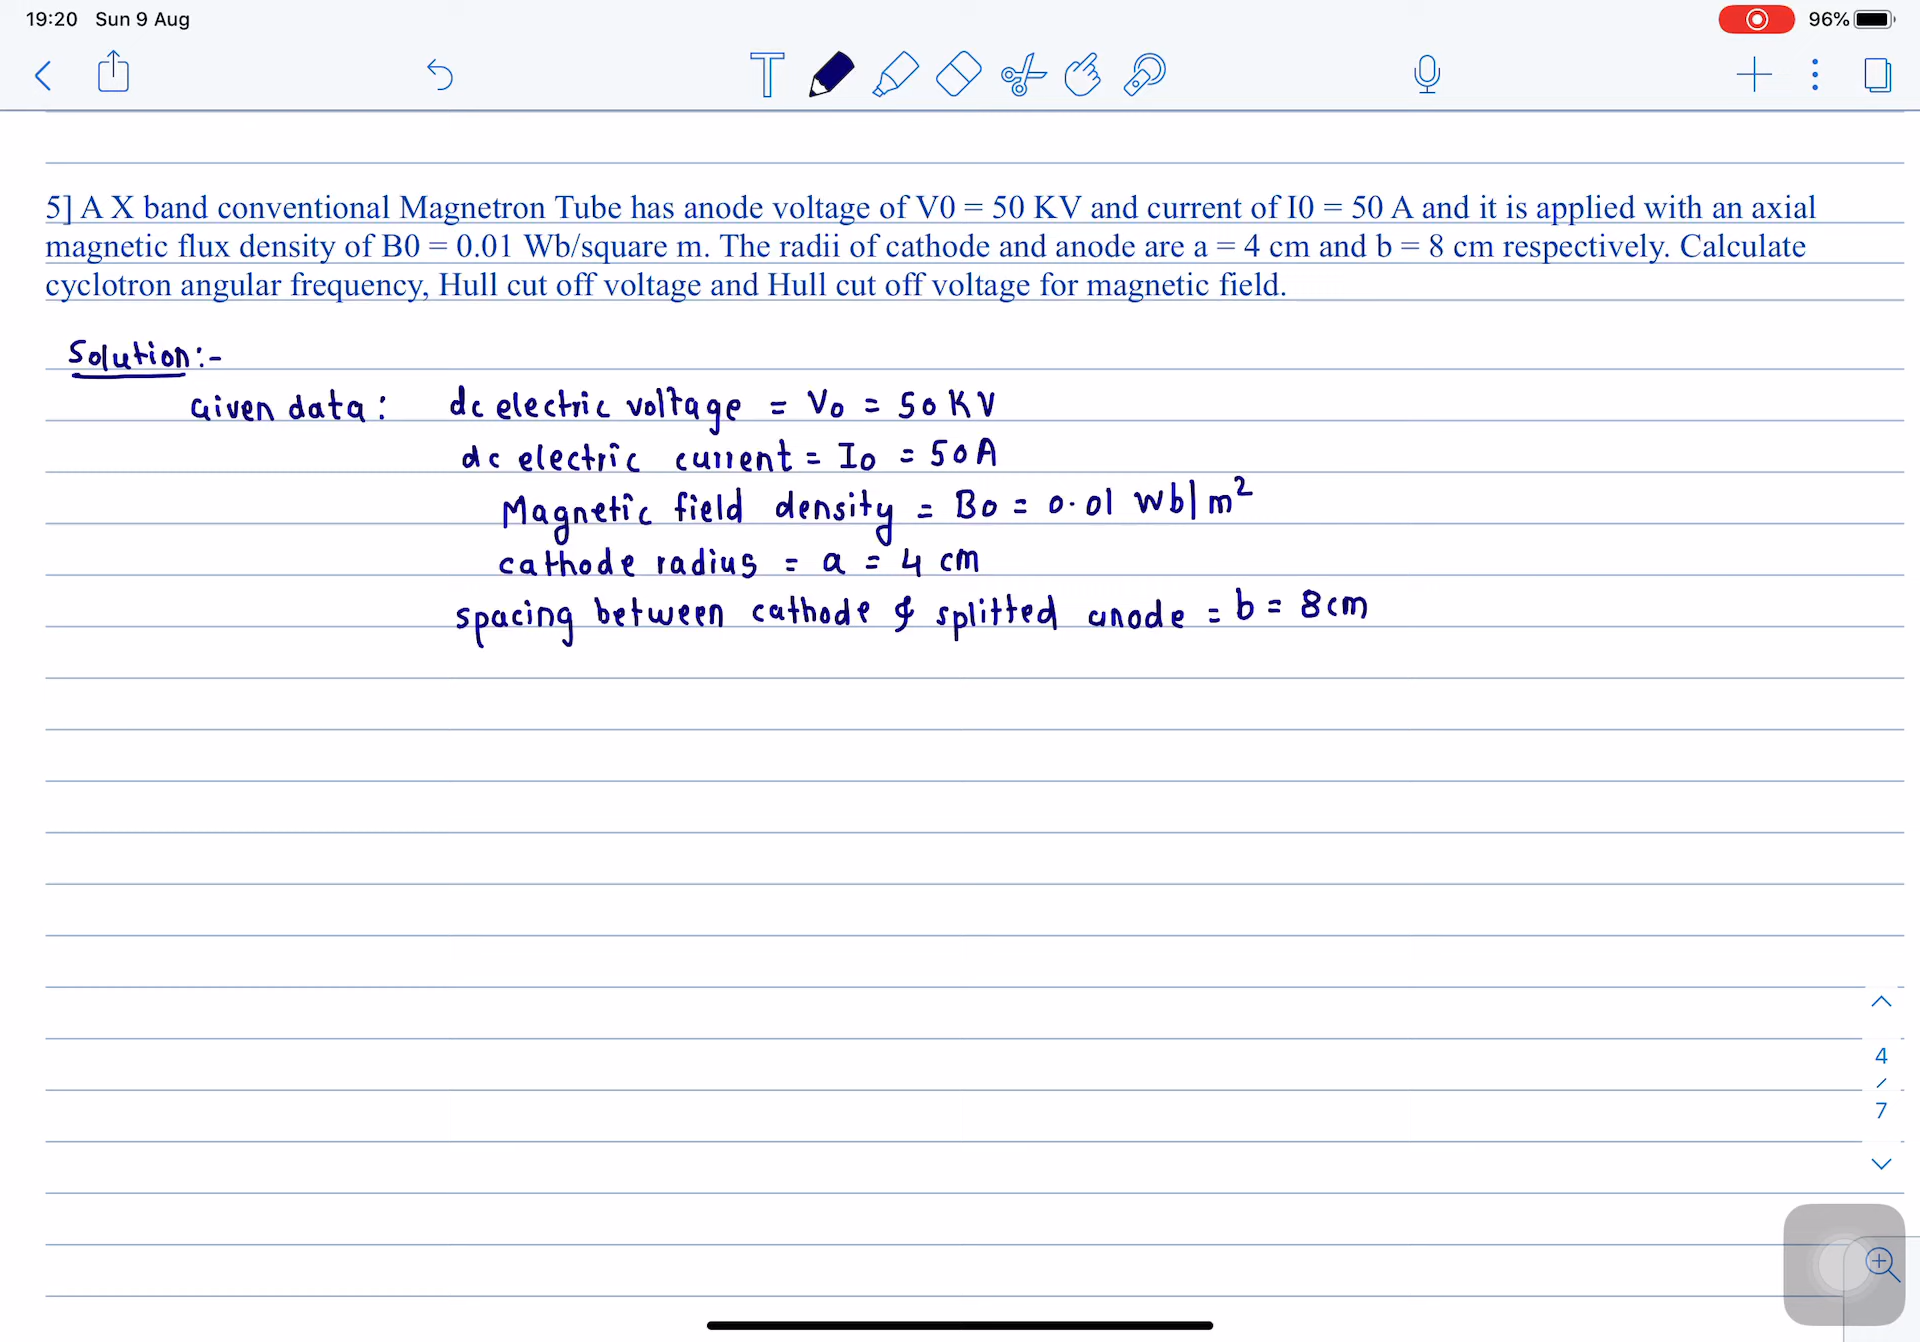 19:20 Sun 9 Aug
96%
5] A X band conventional Magnetron Tube has anode voltage of V0 = 50 KV and current of I0 = 50 A and it is applied with an axial
magnetic flux density of B0 = 0.01 Wb/square m. The radii of cathode and anode are a = 4 cm and b = 8 cm respectively. Calculate
cyclotron angular frequency, Hull cut off voltage and Hull cut off voltage for magnetic field.
Solution:-
Given data: dc electric voltage = V0 = 50 KV
dc electric current = I0 = 50A
Magnetic field density = B0 = 0.01 Wb|m²
cathode radius = a = 4 cm
spacing between cathode & splitted anode = b = 8cm
4
/
7